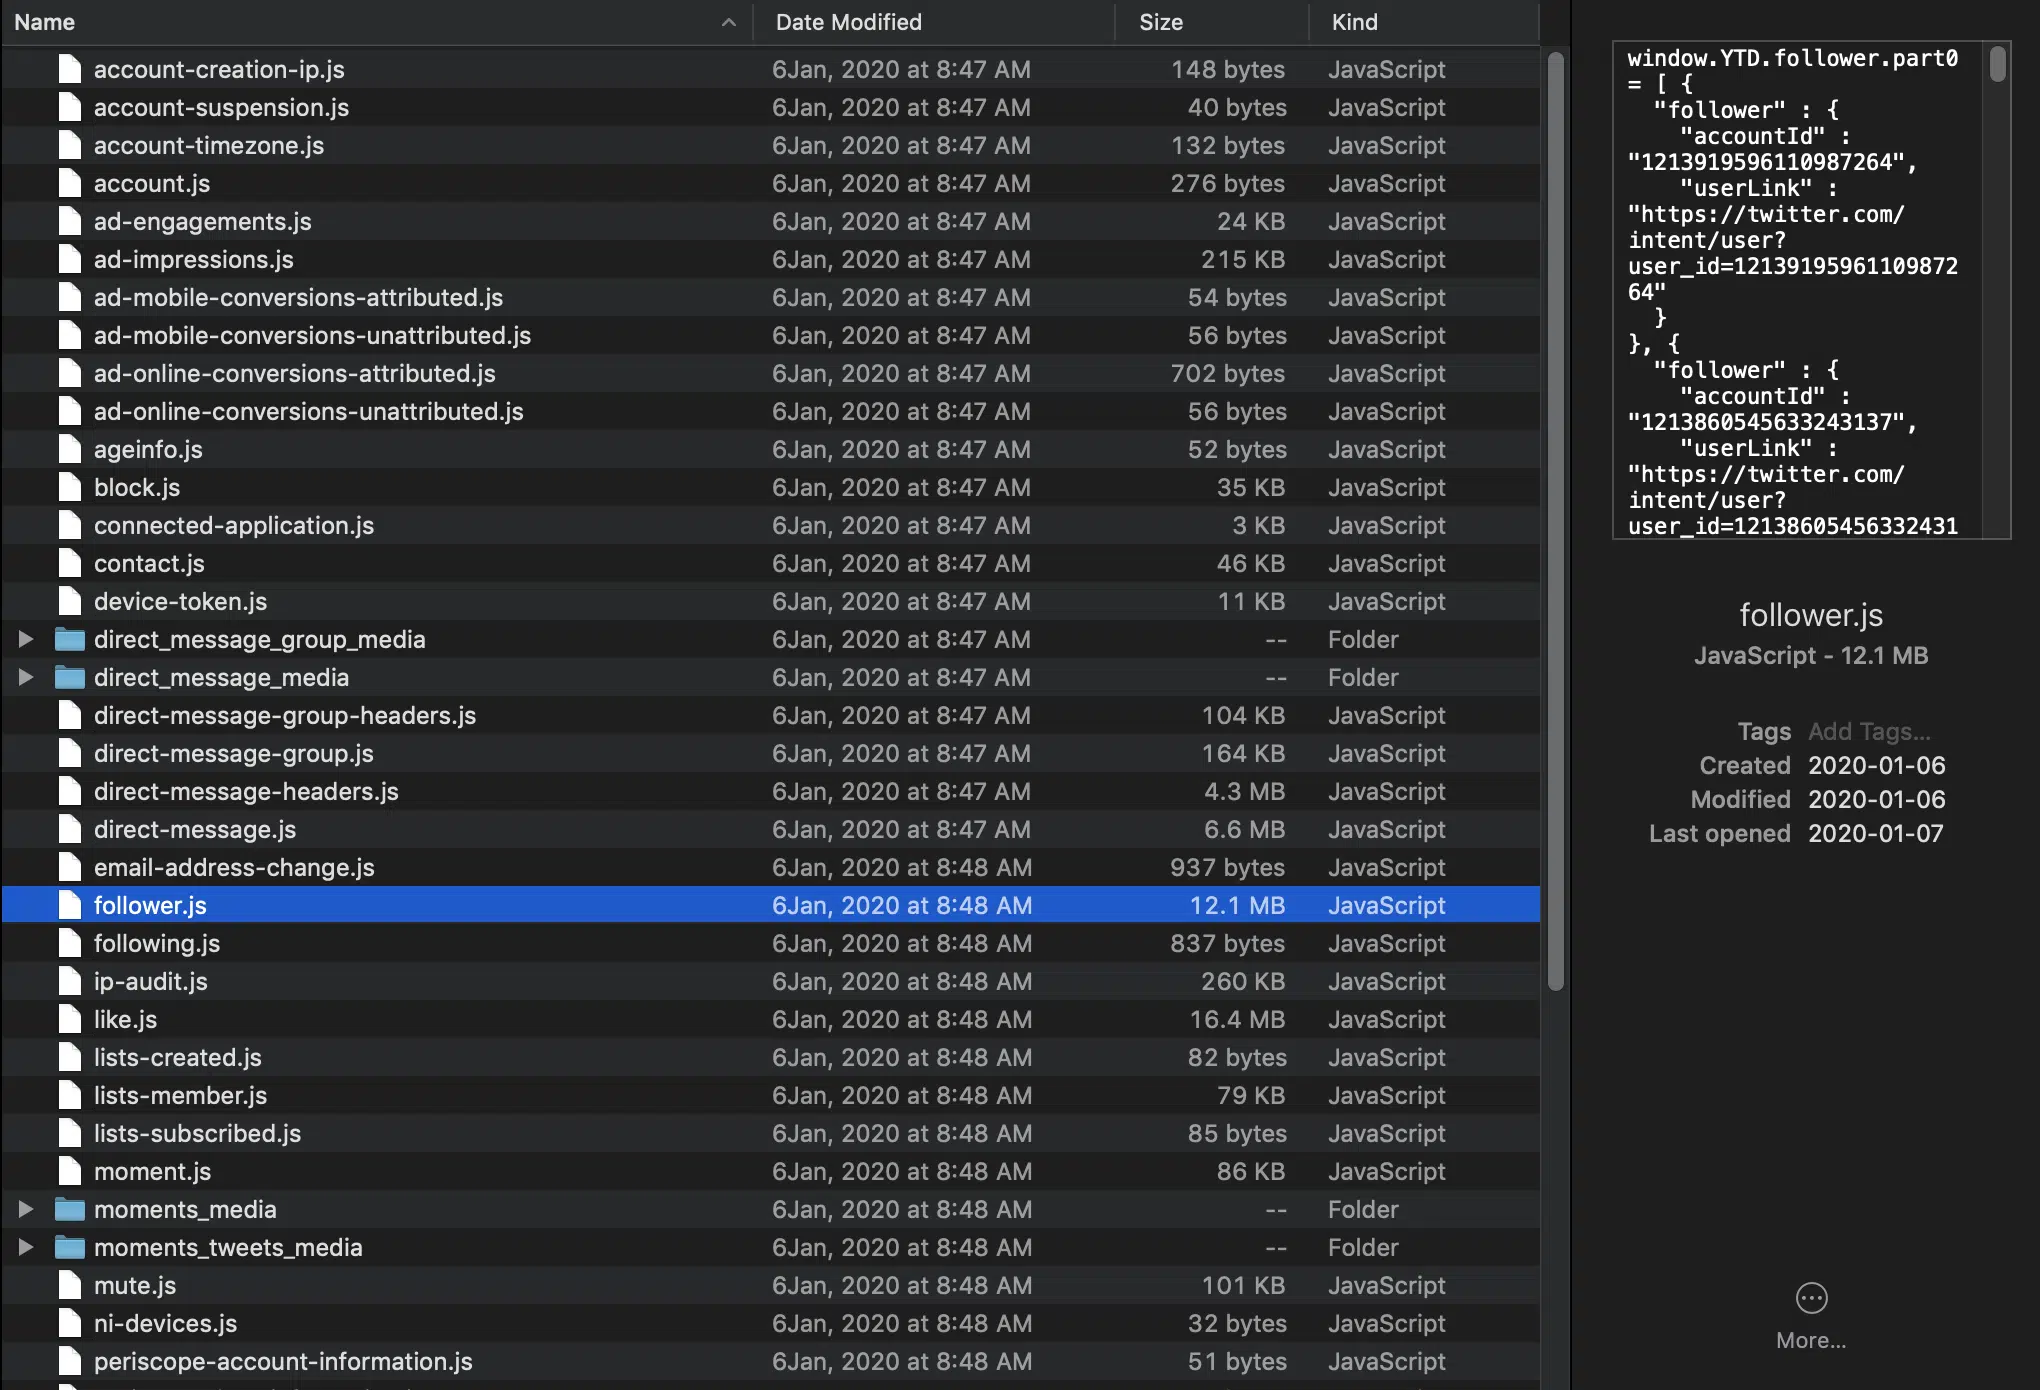 Name Date Modified Size Kind
account-creation-ip.js 6Jan, 2020 at 8:47 AM 148 bytes JavaScript
account-suspension.js 6Jan, 2020 at 8:47 AM 40 bytes JavaScript
account-timezone.js 6Jan, 2020 at 8:47 AM 132 bytes JavaScript
account.js 6Jan, 2020 at 8:47 AM 276 bytes JavaScript
ad-engagements.js 6Jan, 2020 at 8:47 AM 24 KB JavaScript
ad-impressions.js 6Jan, 2020 at 8:47 AM 215 KB JavaScript
ad-mobile-conversions-attributed.js 6Jan, 2020 at 8:47 AM 54 bytes JavaScript
ad-mobile-conversions-unattributed.js 6Jan, 2020 at 8:47 AM 56 bytes JavaScript
ad-online-conversions-attributed.js 6Jan, 2020 at 8:47 AM 702 bytes JavaScript
ad-online-conversions-unattributed.js 6Jan, 2020 at 8:47 AM 56 bytes JavaScript
ageinfo.js 6Jan, 2020 at 8:47 AM 52 bytes JavaScript
block.js 6Jan, 2020 at 8:47 AM 35 KB JavaScript
connected-application.js 6Jan, 2020 at 8:47 AM 3 KB JavaScript
contact.js 6Jan, 2020 at 8:47 AM 46 KB JavaScript
device-token.js 6Jan, 2020 at 8:47 AM 11 KB JavaScript
direct_message_group_media 6Jan, 2020 at 8:47 AM -- Folder
direct_message_media 6Jan, 2020 at 8:47 AM -- Folder
direct-message-group-headers.js 6Jan, 2020 at 8:47 AM 104 KB JavaScript
direct-message-group.js 6Jan, 2020 at 8:47 AM 164 KB JavaScript
direct-message-headers.js 6Jan, 2020 at 8:47 AM 4.3 MB JavaScript
direct-message.js 6Jan, 2020 at 8:47 AM 6.6 MB JavaScript
email-address-change.js 6Jan, 2020 at 8:48 AM 937 bytes JavaScript
follower.js 6Jan, 2020 at 8:48 AM 12.1 MB JavaScript
following.js 6Jan, 2020 at 8:48 AM 837 bytes JavaScript
ip-audit.js 6Jan, 2020 at 8:48 AM 260 KB JavaScript
like.js 6Jan, 2020 at 8:48 AM 16.4 MB JavaScript
lists-created.js 6Jan, 2020 at 8:48 AM 82 bytes JavaScript
lists-member.js 6Jan, 2020 at 8:48 AM 79 KB JavaScript
lists-subscribed.js 6Jan, 2020 at 8:48 AM 85 bytes JavaScript
moment.js 6Jan, 2020 at 8:48 AM 86 KB JavaScript
moments_media 6Jan, 2020 at 8:48 AM -- Folder
moments_tweets_media 6Jan, 2020 at 8:48 AM -- Folder
mute.js 6Jan, 2020 at 8:48 AM 101 KB JavaScript
ni-devices.js 6Jan, 2020 at 8:48 AM 32 bytes JavaScript
periscope-account-information.js 6Jan, 2020 at 8:48 AM 51 bytes JavaScript
window.YTD.follower.part0
= [ {
"follower" : {
"accountId" :
"1213919596110987264",
"userLink" :
"https://twitter.com/
intent/user?
user_id=12139195961109872
64"
}
}, {
"follower" : {
"accountId" :
"1213860545633243137",
"userLink" :
"https://twitter.com/
intent/user?
user_id=12138605456332431
follower.js
JavaScript - 12.1 MB
Tags Add Tags...
Created 2020-01-06
Modified 2020-01-06
Last opened 2020-01-07
More...